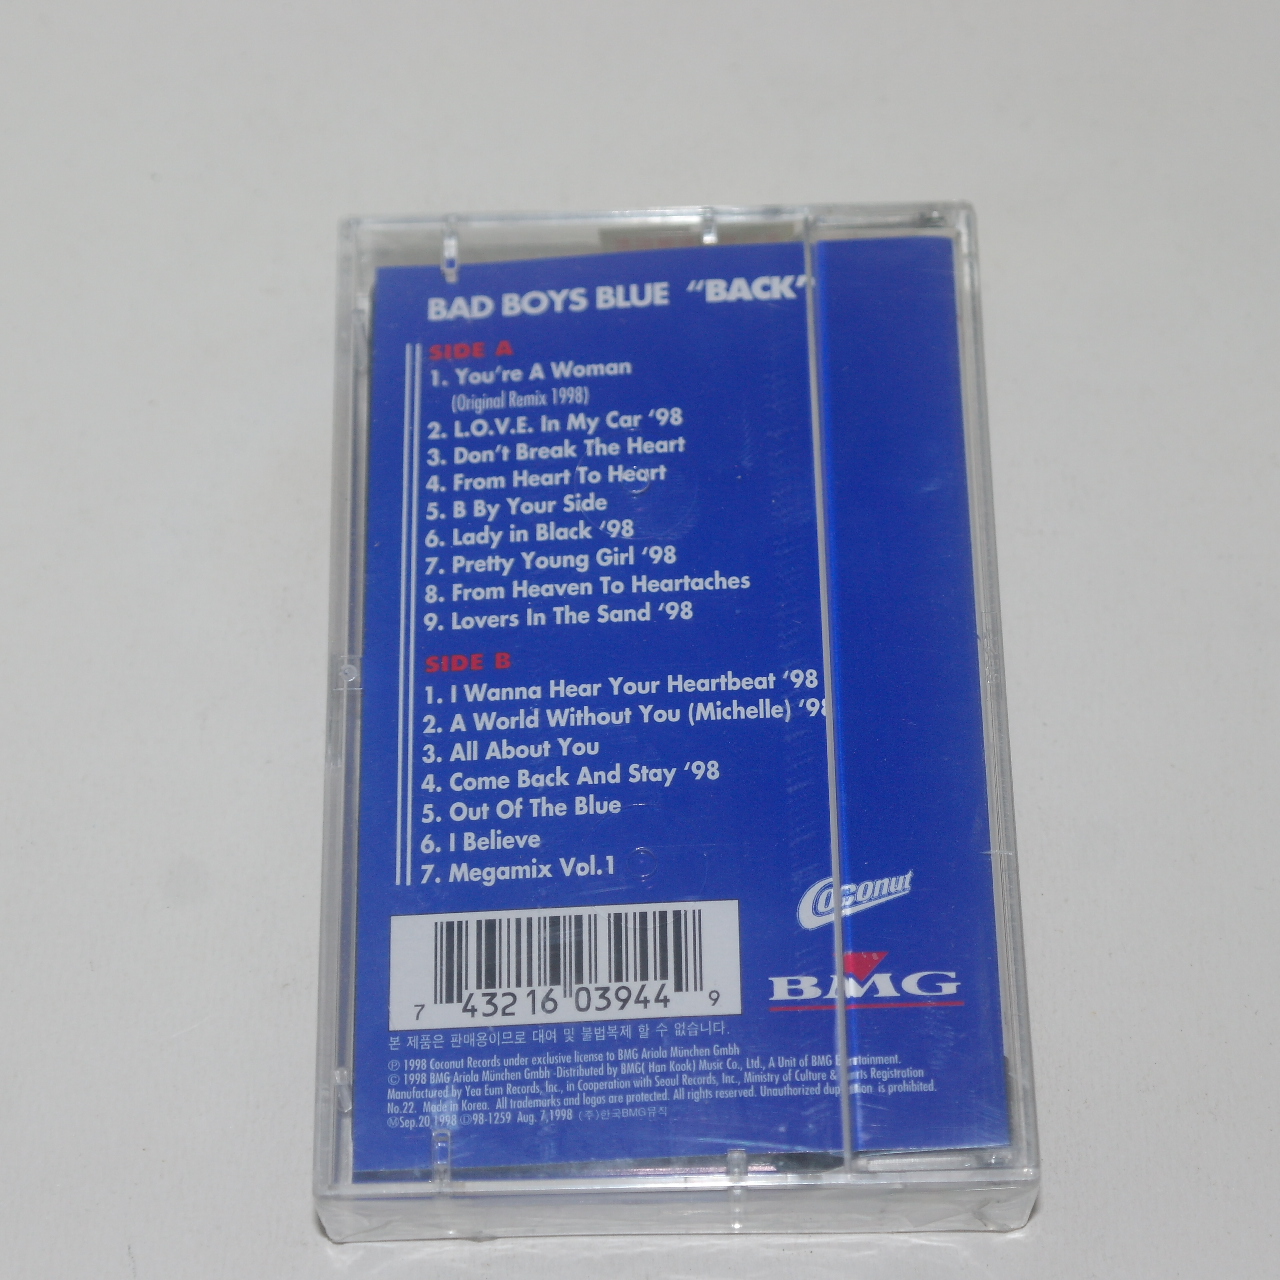 BAD BOYS BLUE “BACK”
SIDE A
1. You're A Woman
(Original Remix 1998)
2. L.O.V.E. In My Car ‘98
3. Don't Break The Heart
4. From Heart To Heart
5. B By Your Side
6. Lady in Black ‘98
7. Pretty Young Girl ‘98
8. From Heaven To Heartaches
9. Lovers In The Sand ‘98
SIDE B
1. I Wanna Hear Your Heartbeat ‘98
2. A World Without You (Michelle) ‘98
3. All About You
4. Come Back And Stay ‘98
5. Out Of The Blue
6. I Believe
7. Megamix Vol.1
Coconut
BMG
7 43216 03944 9
본 제품은 판매용이므로 대여 및 불법복제 할 수 없습니다.
Ⓟ 1998 Coconut Records under exclusive license to BMG Ariola München Gmbh
© 1998 BMG Ariola München Gmbh Distributed by BMG( Han Kook) Music Co., Ltd., A Unit of BMG
Manufactured by Yea Eum Records, Inc., in Cooperation with Seoul Records, Inc., Ministry of Culture & Registration
No.22. Made in Korea. All trademarks and logos are protected. All rights reserved. Unauthorized is prohibited.
ⓂSep.20,1998 Ⓓ98-1259 Aug. 7,1998 (주)한국BMG뮤직